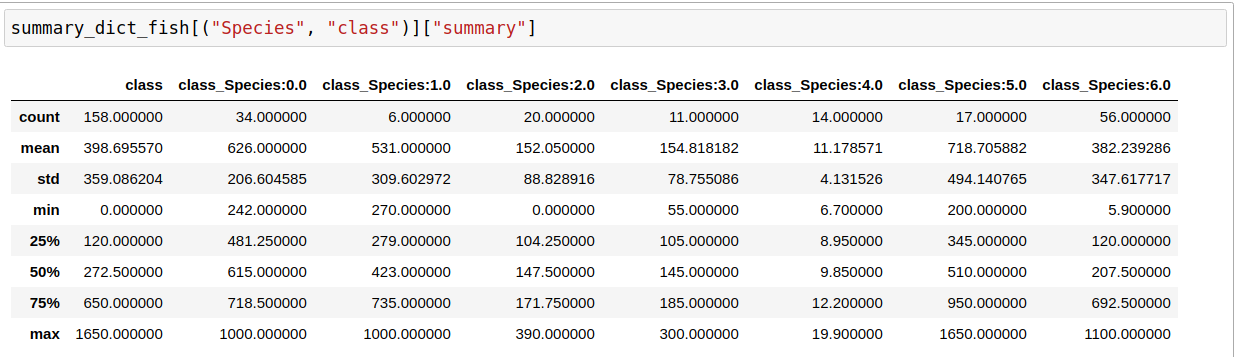 summary_dict_fish[("Species", "class")]["summary"]
class class_Species:0.0 class_Species:1.0 class_Species:2.0 class_Species:3.0 class_Species:4.0 class_Species:5.0 class_Species:6.0
count 158.000000 34.000000 6.000000 20.000000 11.000000 14.000000 17.000000 56.000000
mean 398.695570 626.000000 531.000000 152.050000 154.818182 11.178571 718.705882 382.239286
std 359.086204 206.604585 309.602972 88.828916 78.755086 4.131526 494.140765 347.617717
min 0.000000 242.000000 270.000000 0.000000 55.000000 6.700000 200.000000 5.900000
25% 120.000000 481.250000 279.000000 104.250000 105.000000 8.950000 345.000000 120.000000
50% 272.500000 615.000000 423.000000 147.500000 145.000000 9.850000 510.000000 207.500000
75% 650.000000 718.500000 735.000000 171.750000 185.000000 12.200000 950.000000 692.500000
max 1650.000000 1000.000000 1000.000000 390.000000 300.000000 19.900000 1650.000000 1100.000000